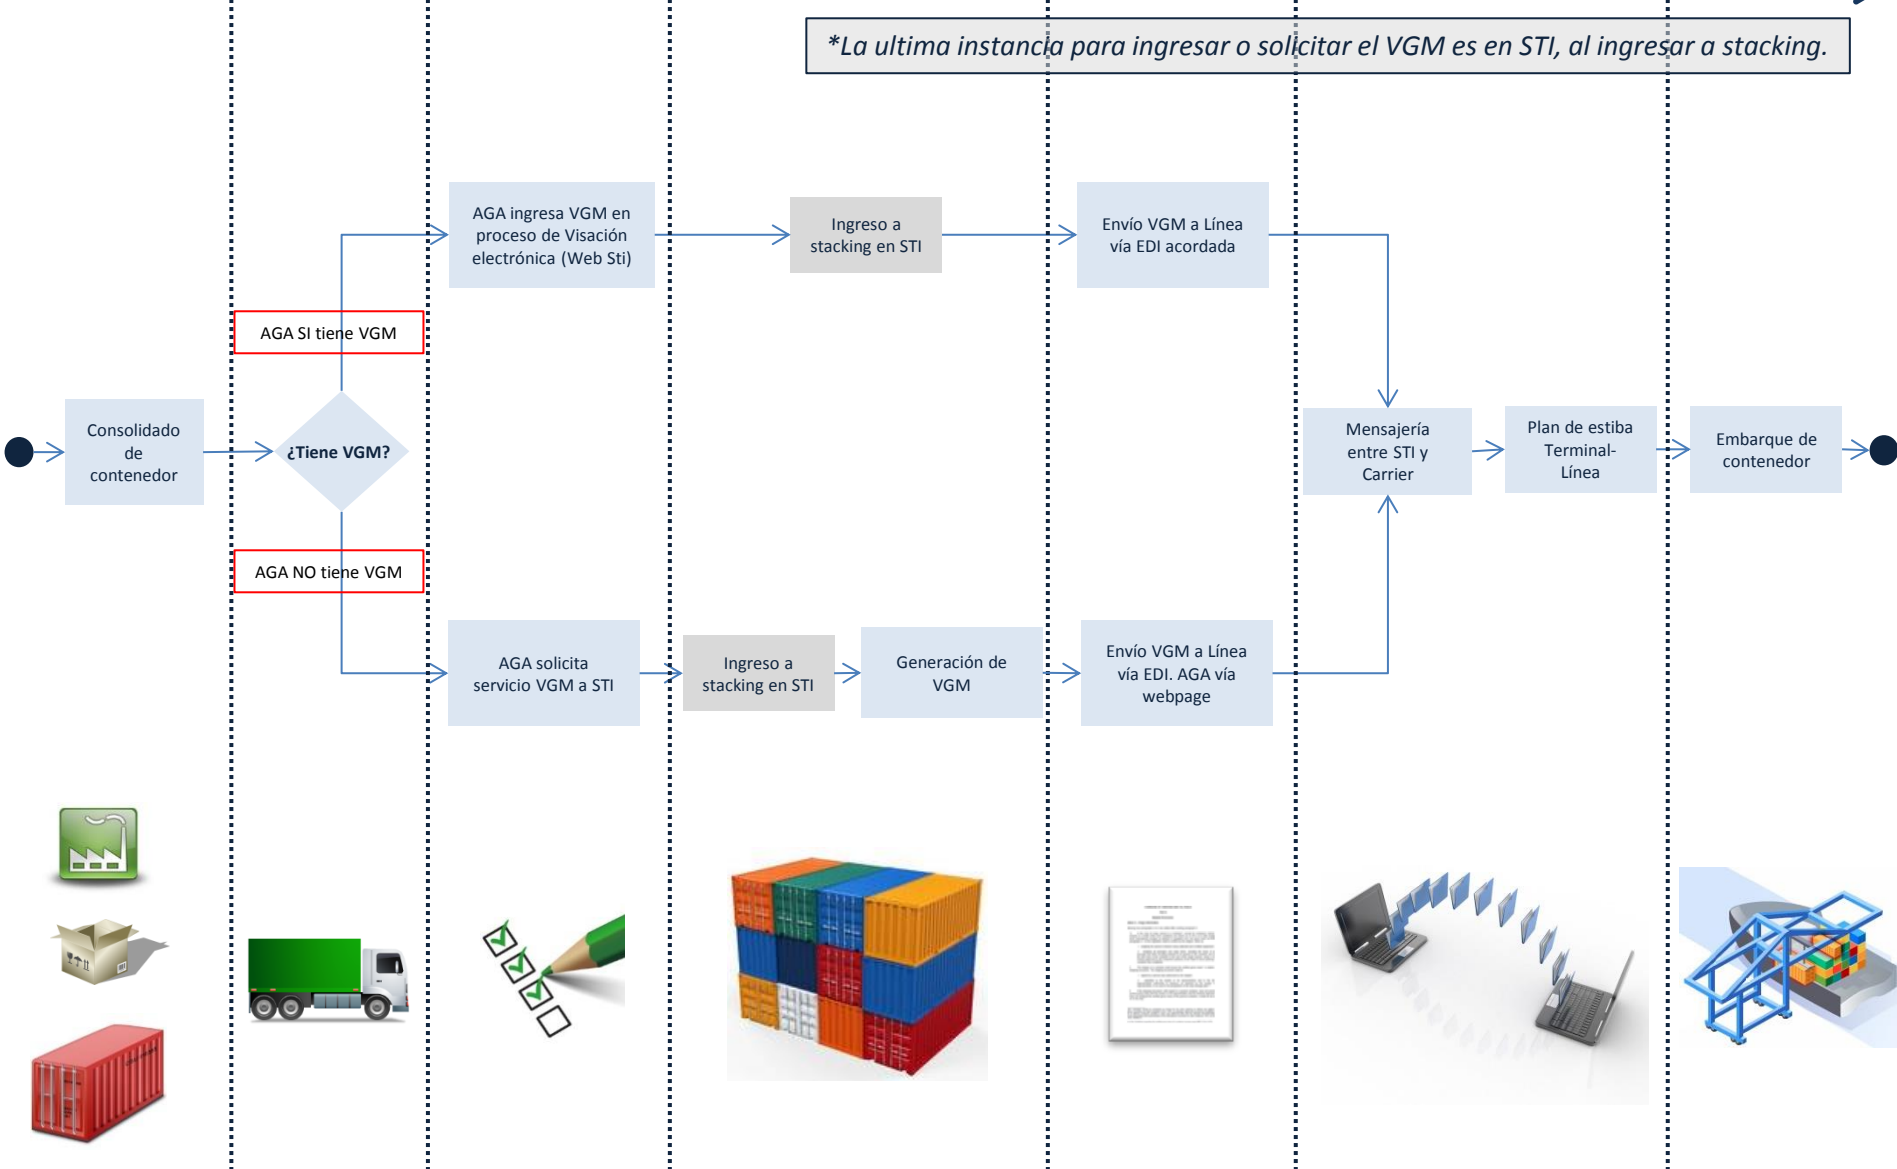 *La ultima instancia para ingresar o solicitar el VGM es en STI, al ingresar a stacking.
AGA ingresa VGM en
proceso de Visación
electrónica (Web Sti)
Ingreso a
stacking en STI
Envío VGM a Línea
vía EDI acordada
AGA SI tiene VGM
Consolidado
de
contenedor
¿Tiene VGM?
Mensajería
entre STI y
Carrier
Plan de estiba
Terminal-
Línea
Embarque de
contenedor
AGA NO tiene VGM
AGA solicita
servicio VGM a STI
Ingreso a
stacking en STI
Generación de
VGM
Envío VGM a Línea
vía EDI. AGA vía
webpage